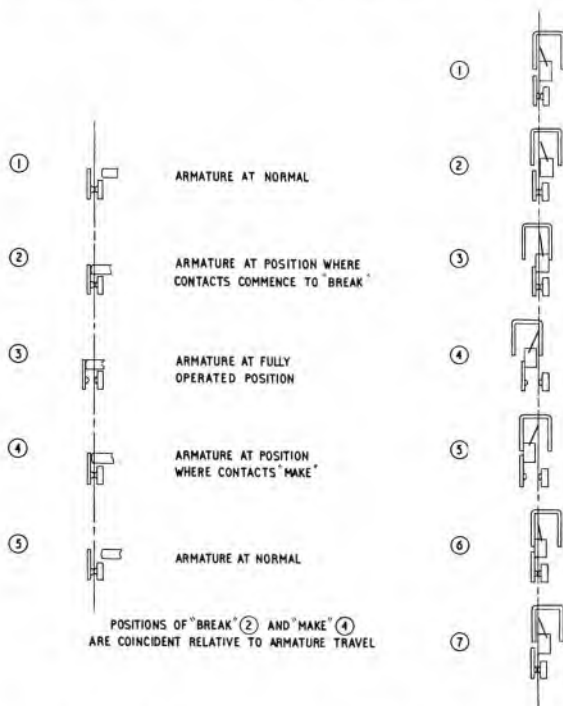 ①
ARMATURE AT NORMAL
②
ARMATURE AT POSITION WHERE
CONTACTS COMMENCE TO "BREAK"
③
ARMATURE AT FULLY
OPERATED POSITION
④
ARMATURE AT POSITION
WHERE CONTACTS "MAKE"
⑤
ARMATURE AT NORMAL
POSITIONS OF "BREAK" ② AND "MAKE" ④
ARE COINCIDENT RELATIVE TO ARMATURE TRAVEL
①
②
③
④
⑤
⑥
⑦